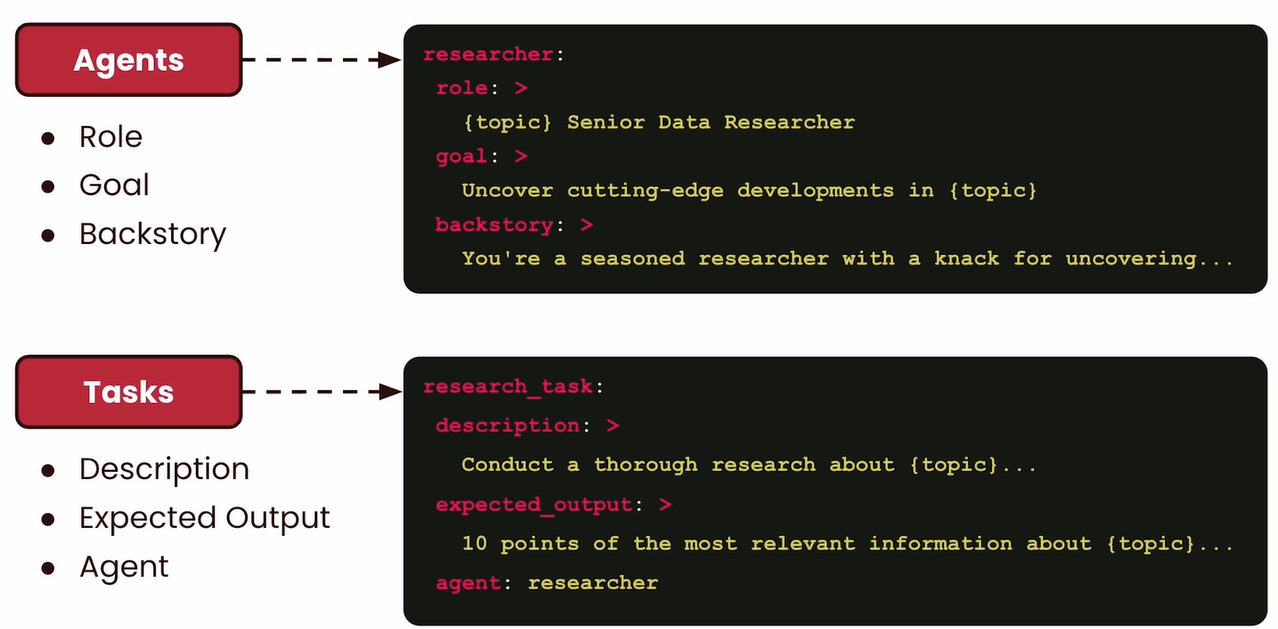 Agents
● Role
● Goal
● Backstory
researcher:
role: >
{topic} Senior Data Researcher
goal: >
Uncover cutting-edge developments in {topic}
backstory: >
You're a seasoned researcher with a knack for uncovering...
Tasks
● Description
● Expected Output
● Agent
research_task:
description: >
Conduct a thorough research about {topic}...
expected_output: >
10 points of the most relevant information about {topic}...
agent: researcher